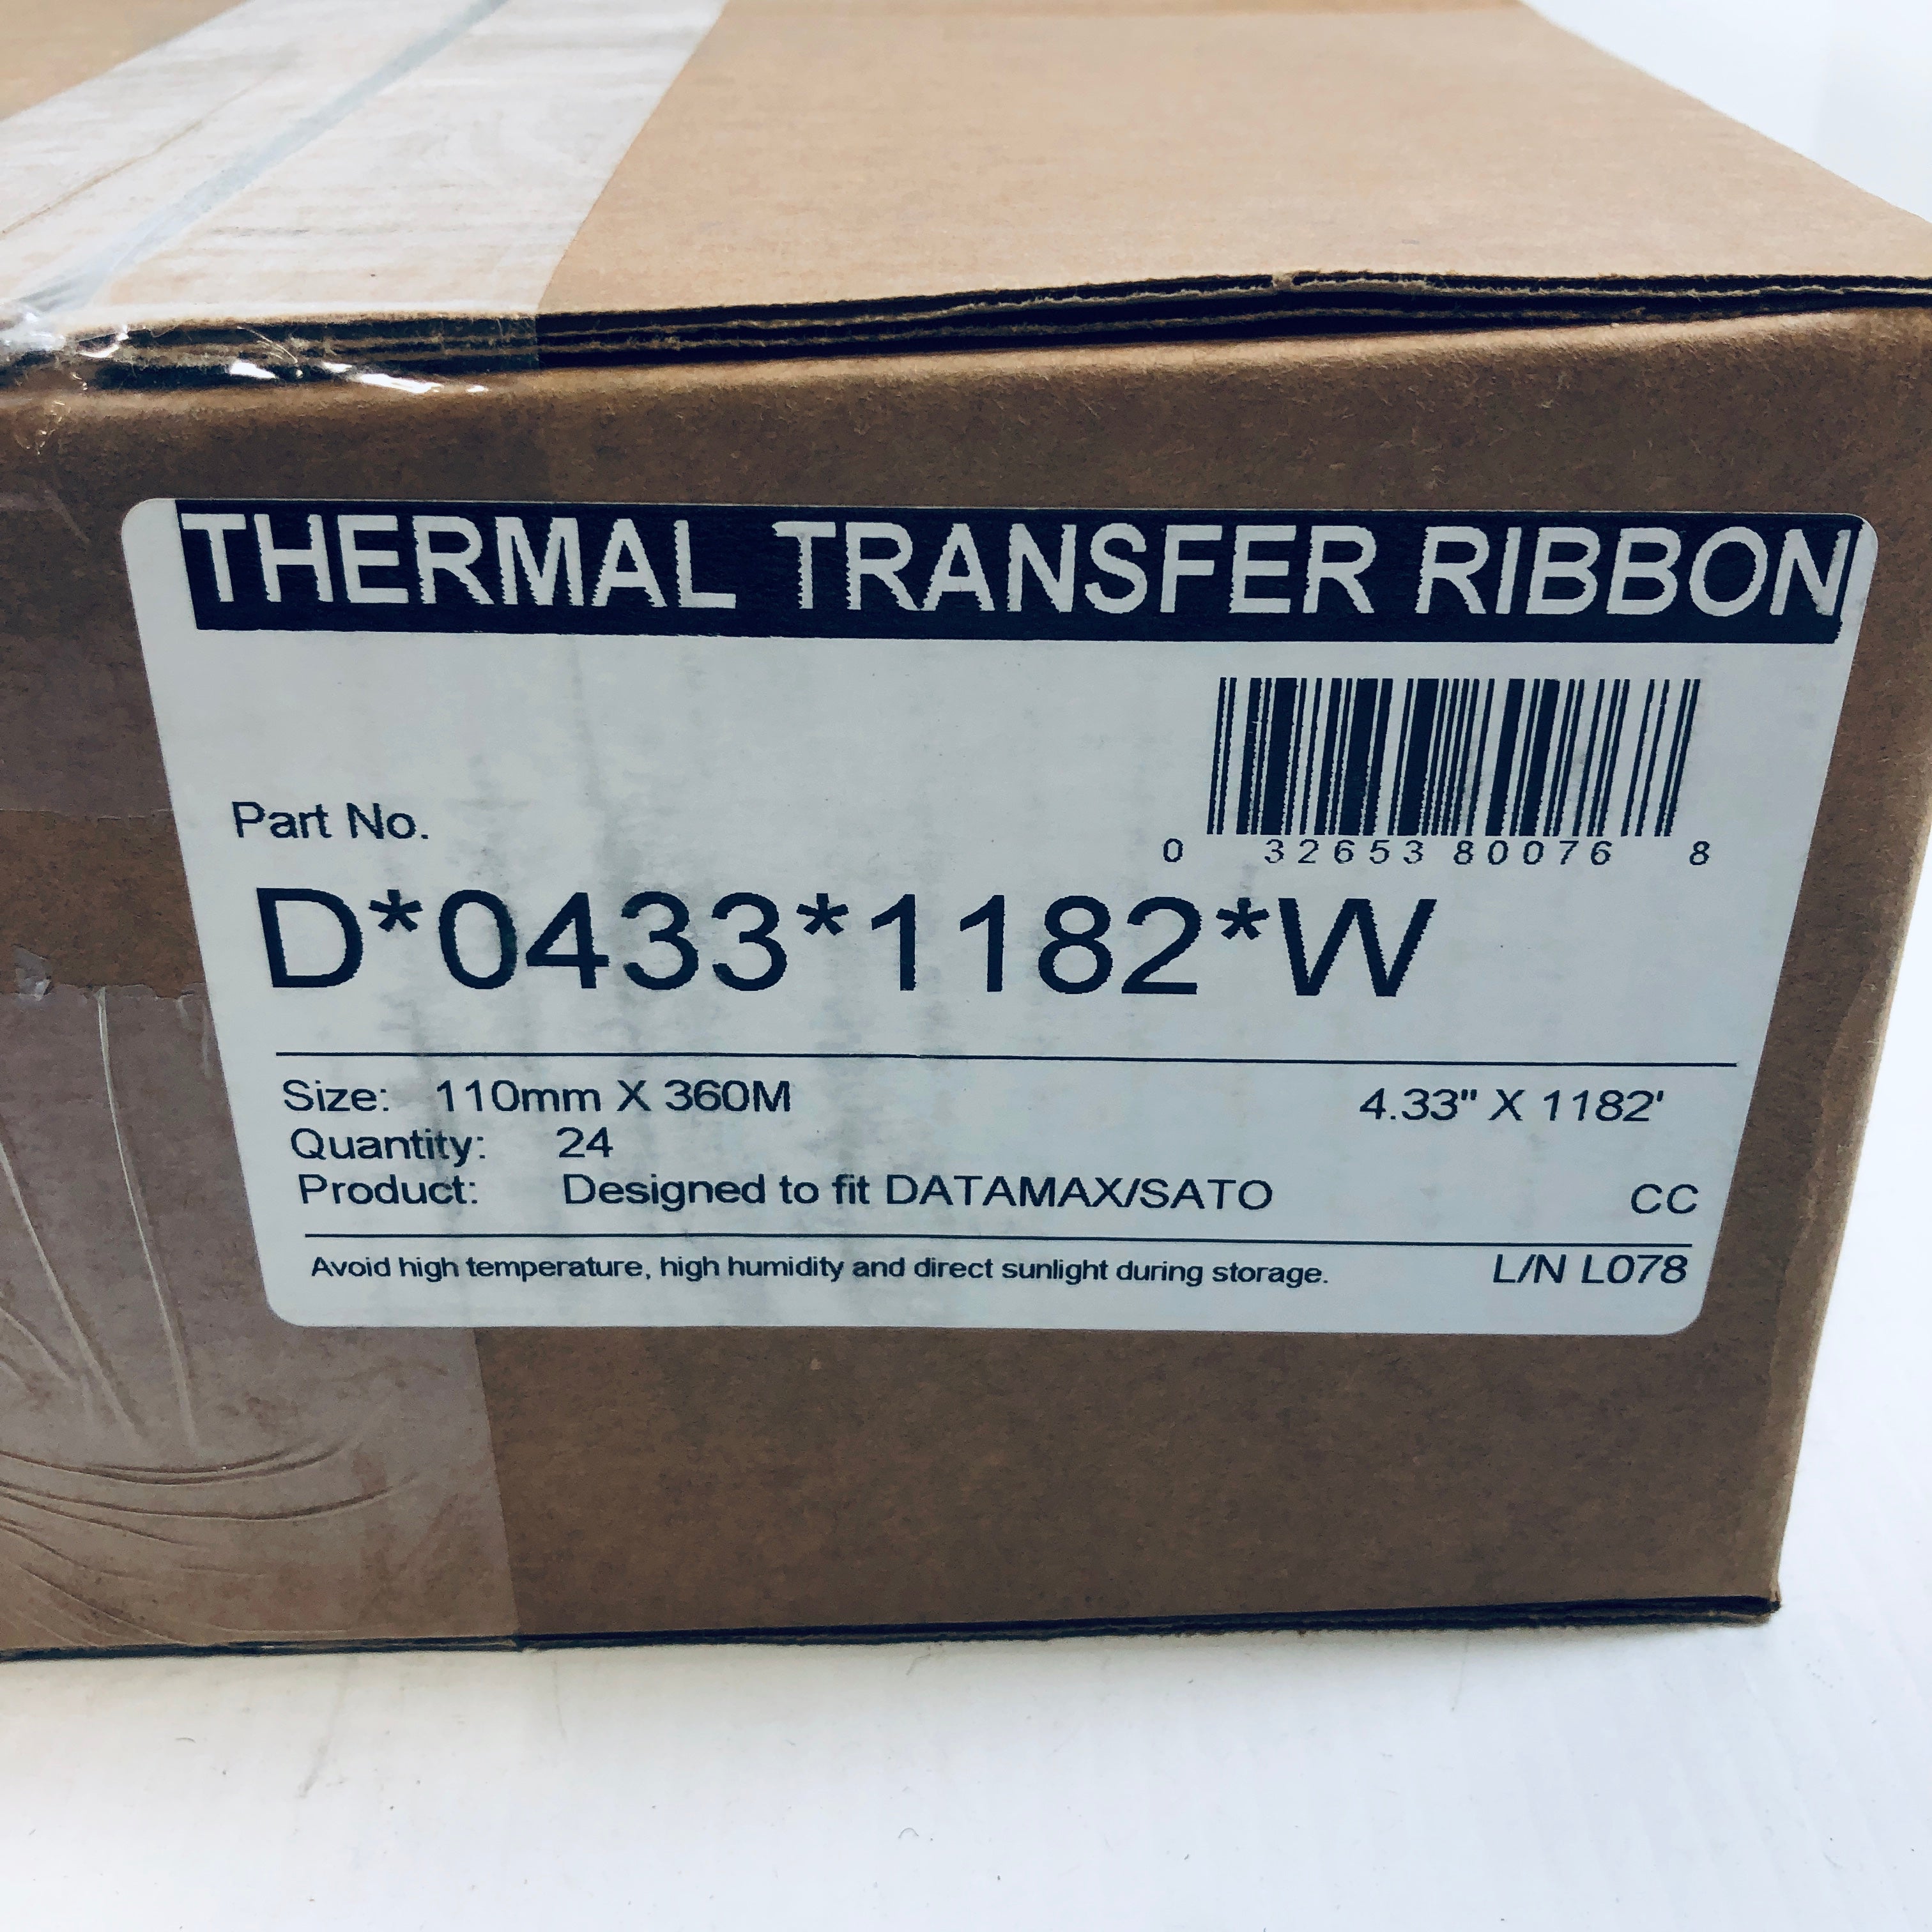 THERMAL TRANSFER RIBBON
0 32653 80076 8
Part No.
D*0433*1182*W
Size: 110mm X 360M 4.33" X 1182'
Quantity: 24
Product: Designed to fit DATAMAX/SATO CC
Avoid high temperature, high humidity and direct sunlight during storage. L/N L078